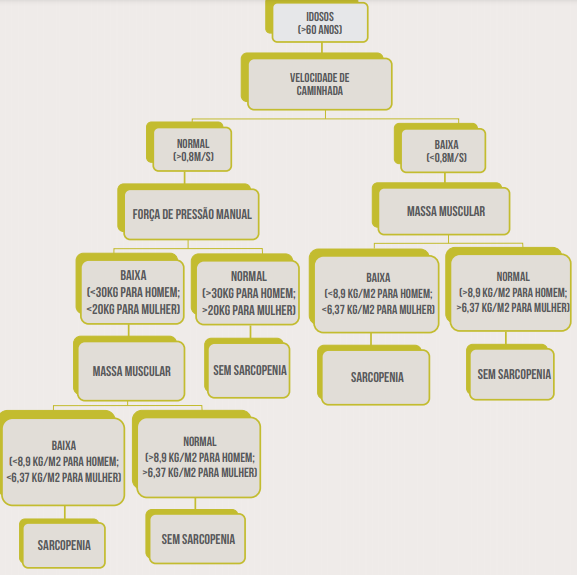 IDOSOS
(>60 ANOS)
VELOCIDADE DE
CAMINHADA
NORMAL
(>0,8M/S)
BAIXA
(<0,8M/S)
FORÇA DE PRESSÃO MANUAL
MASSA MUSCULAR
BAIXA
(<30KG PARA HOMEM;
<20KG PARA MULHER)
NORMAL
(>30KG PARA HOMEM;
>20KG PARA MULHER)
BAIXA
(<8,9 KG/M2 PARA HOMEM;
<6,37 KG/M2 PARA MULHER)
NORMAL
(>8,9 KG/M2 PARA HOMEM;
>6,37 KG/M2 PARA MULHER)
MASSA MUSCULAR
SEM SARCOPENIA
SARCOPENIA
SEM SARCOPENIA
BAIXA
(<8,9 KG/M2 PARA HOMEM;
<6,37 KG/M2 PARA MULHER)
NORMAL
(>8,9 KG/M2 PARA HOMEM;
>6,37 KG/M2 PARA MULHER)
SARCOPENIA
SEM SARCOPENIA